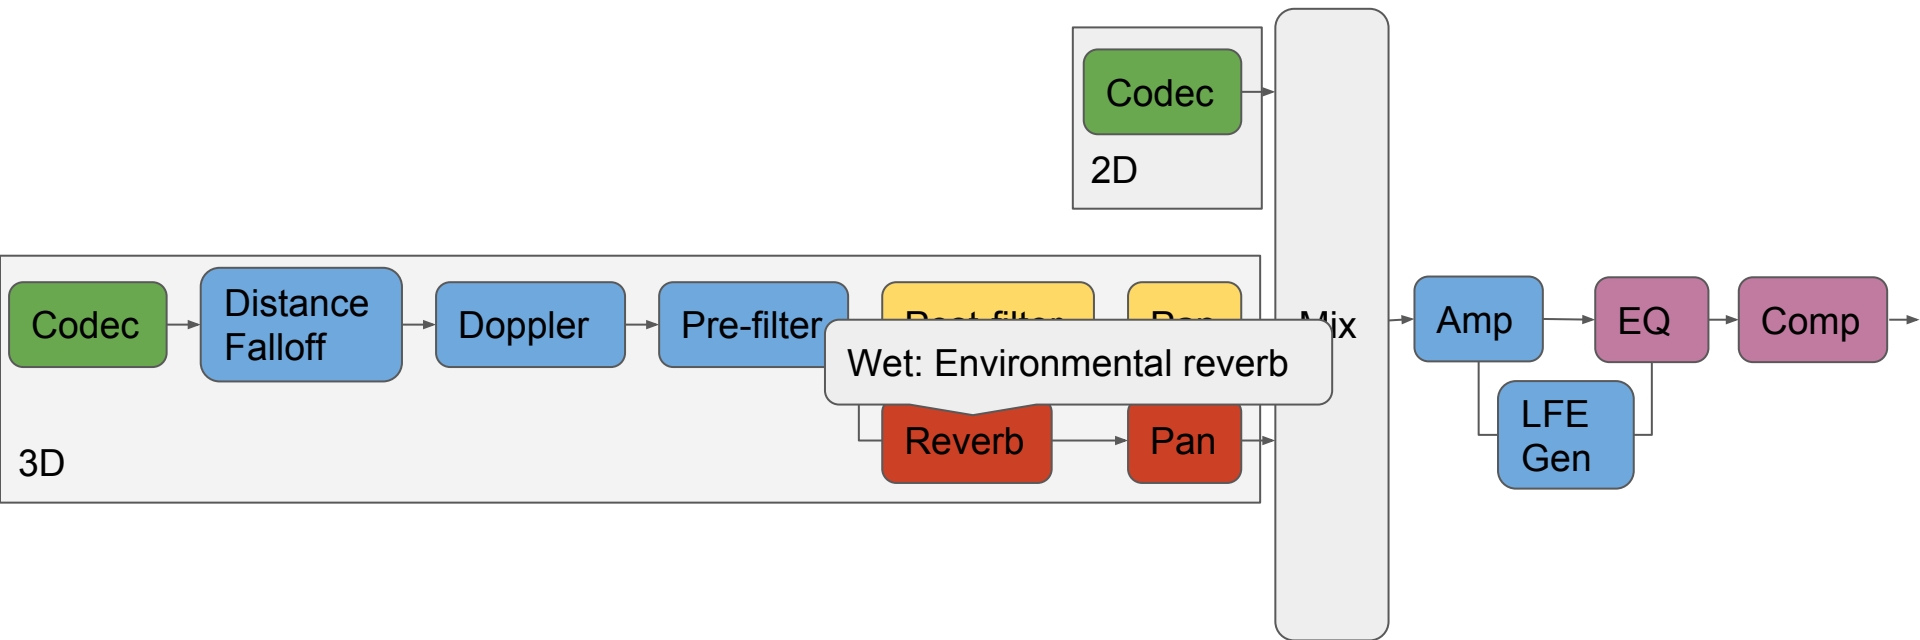 Codec
2D
Codec
Distance
Falloff
Doppler
Pre-filter
Mix
Amp
EQ
Comp
Wet: Environmental reverb
Reverb
Pan
LFE
Gen
3D